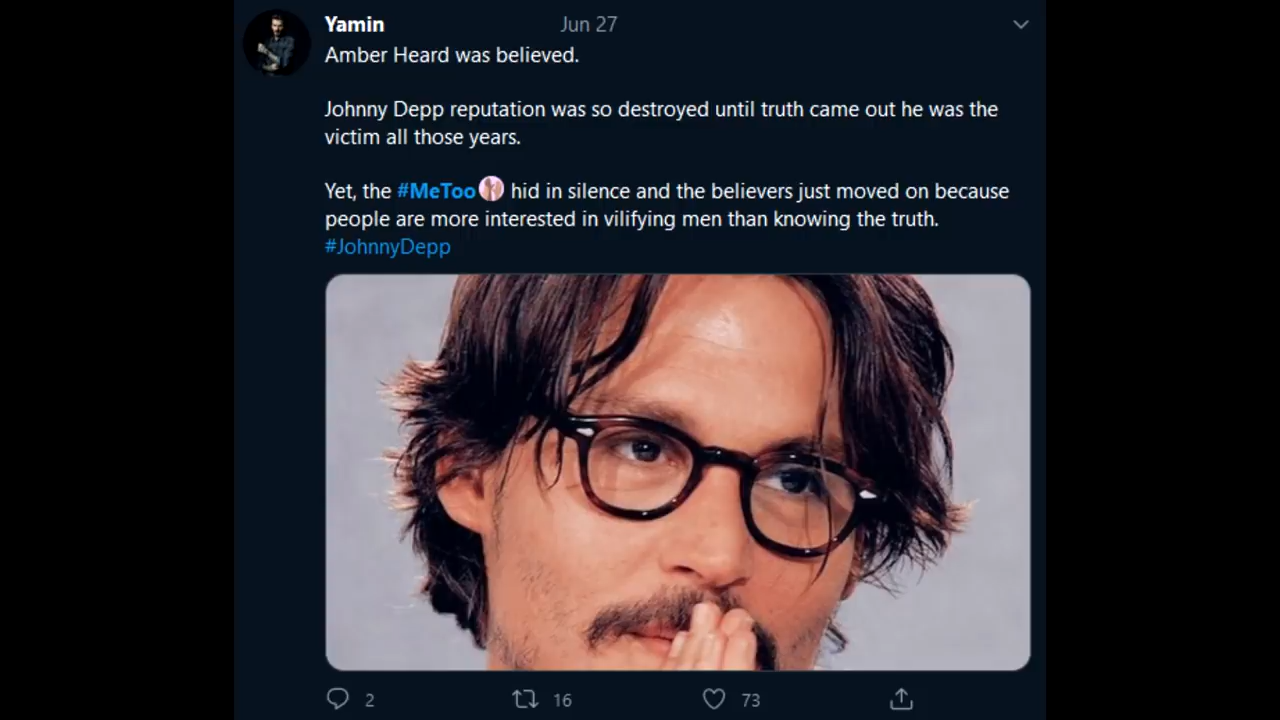 Yamin Jun 27
Amber Heard was believed.
Johnny Depp reputation was so destroyed until truth came out he was the
victim all those years.
Yet, the #MeToo hid in silence and the believers just moved on because
people are more interested in vilifying men than knowing the truth.
#JohnnyDepp
2 16 73